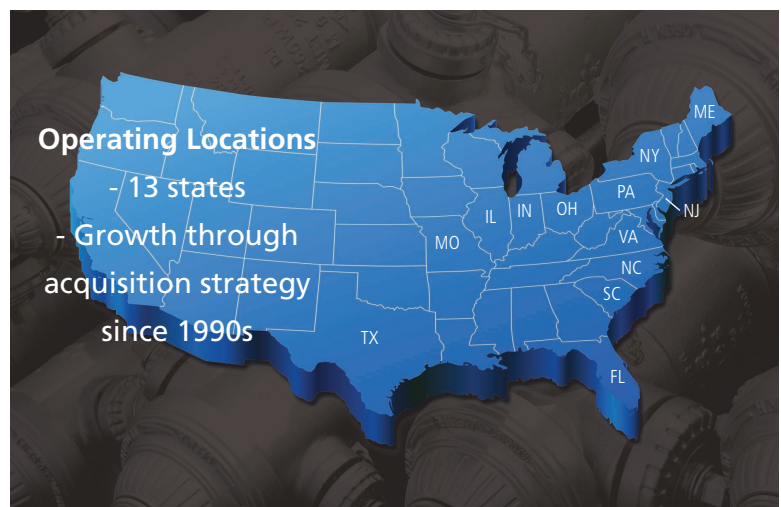 Operating Locations
- 13 states
- Growth through
acquisition strategy
since 1990s
ME
NY
PA
NJ
OH
IN
IL
MO
VA
NC
SC
TX
FL